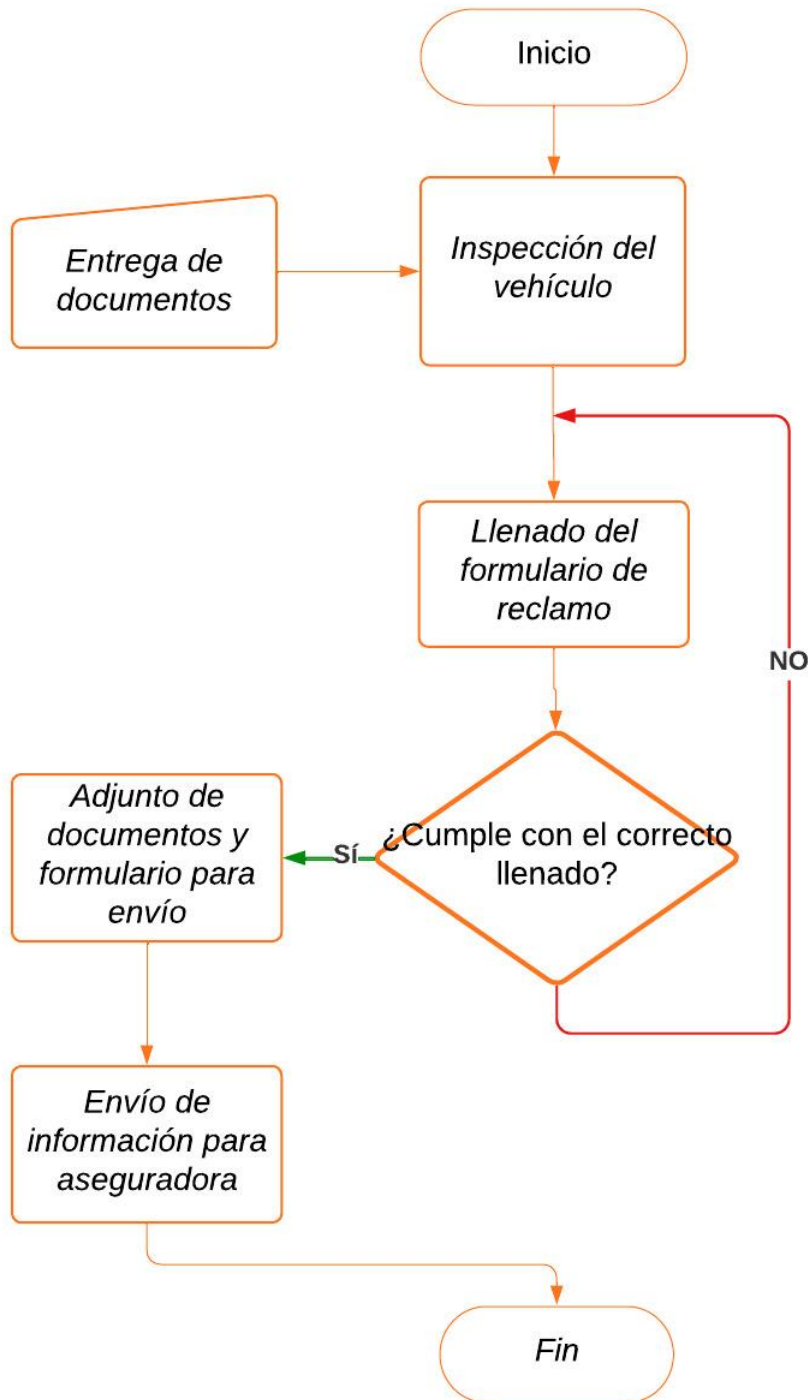 Inicio
Entrega de
documentos
Inspección del
vehículo
Llenado del
formulario de
reclamo
NO
¿Cumple con el correcto
llenado?
Sí
Adjunto de
documentos y
formulario para
envío
Envío de
información para
aseguradora
Fin